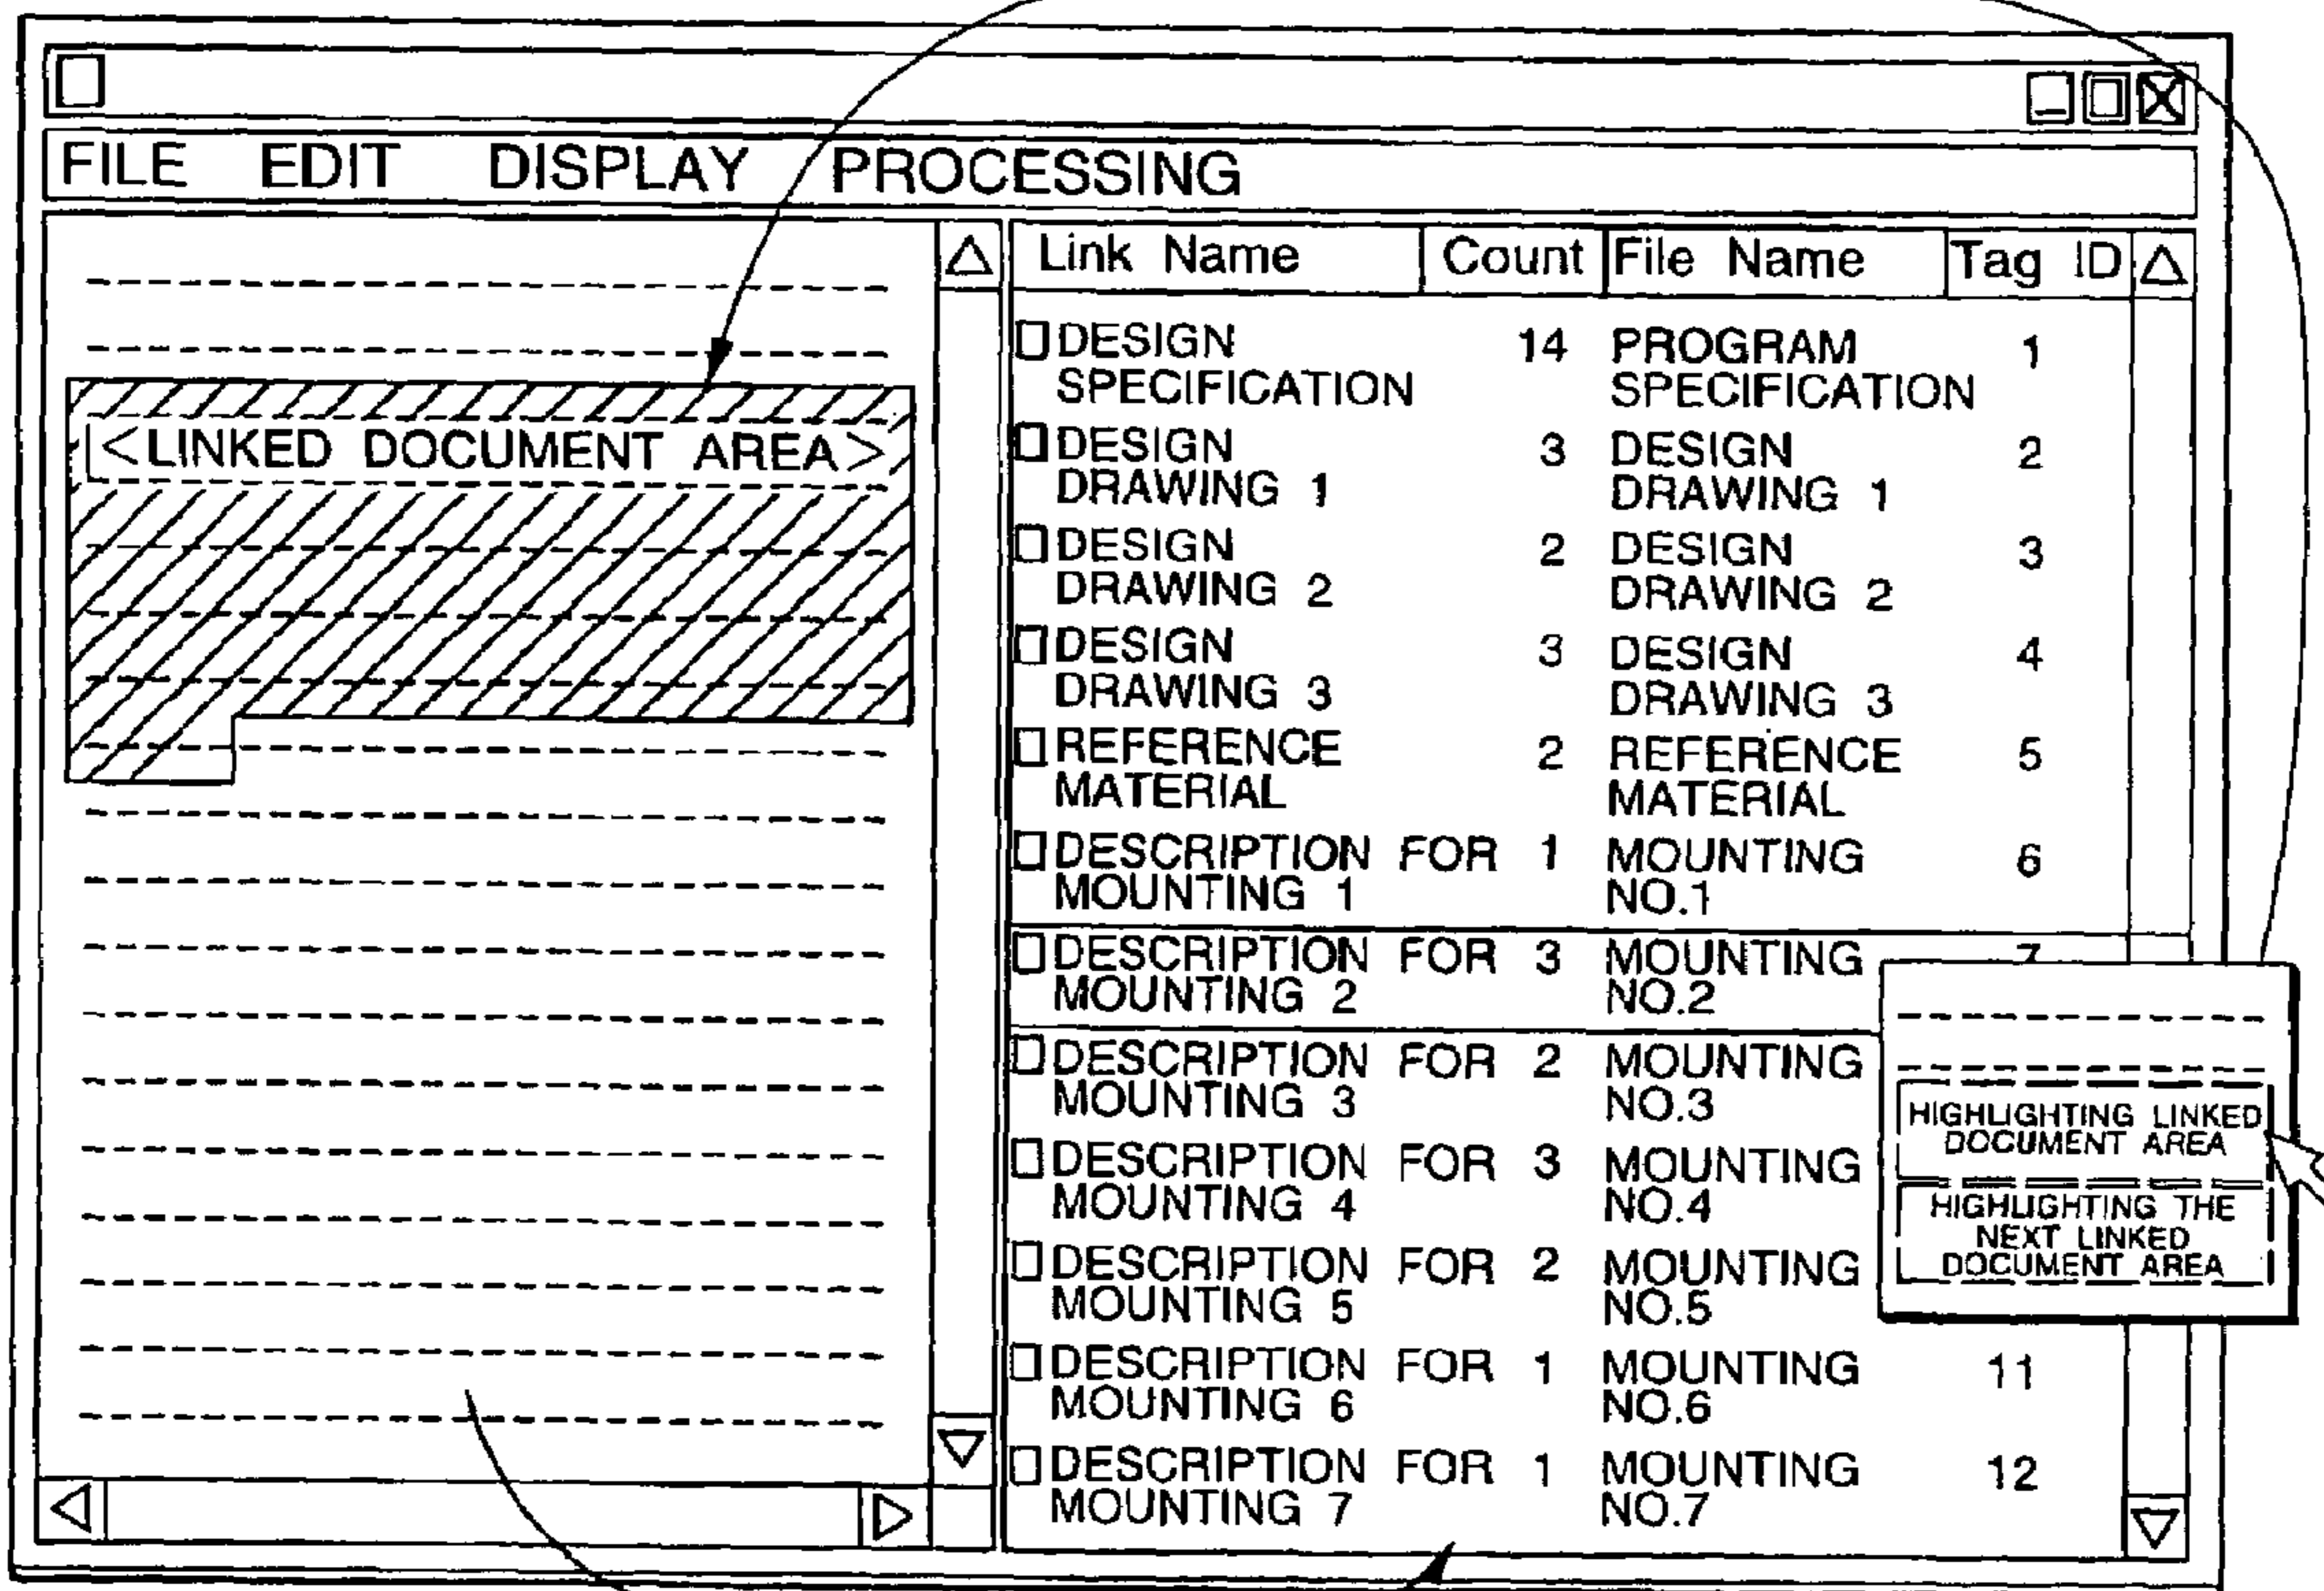 FILE EDIT DISPLAY PROCESSING
<LINKED DOCUMENT AREA>
Link Name Count File Name Tag ID
DESIGN 14 PROGRAM 1
SPECIFICATION SPECIFICATION
DESIGN 3 DESIGN 2
DRAWING 1 DRAWING 1
DESIGN 2 DESIGN 3
DRAWING 2 DRAWING 2
DESIGN 3 DESIGN 4
DRAWING 3 DRAWING 3
REFERENCE 2 REFERENCE 5
MATERIAL MATERIAL
DESCRIPTION FOR 1 MOUNTING 6
MOUNTING 1 NO.1
DESCRIPTION FOR 3 MOUNTING 7
MOUNTING 2 NO.2
DESCRIPTION FOR 2 MOUNTING
MOUNTING 3 NO.3
DESCRIPTION FOR 3 MOUNTING
MOUNTING 4 NO.4
DESCRIPTION FOR 2 MOUNTING
MOUNTING 5 NO.5
DESCRIPTION FOR 1 MOUNTING 11
MOUNTING 6 NO.6
DESCRIPTION FOR 1 MOUNTING 12
MOUNTING 7 NO.7
HIGHLIGHTING LINKED
DOCUMENT AREA
HIGHLIGHTING THE
NEXT LINKED
DOCUMENT AREA